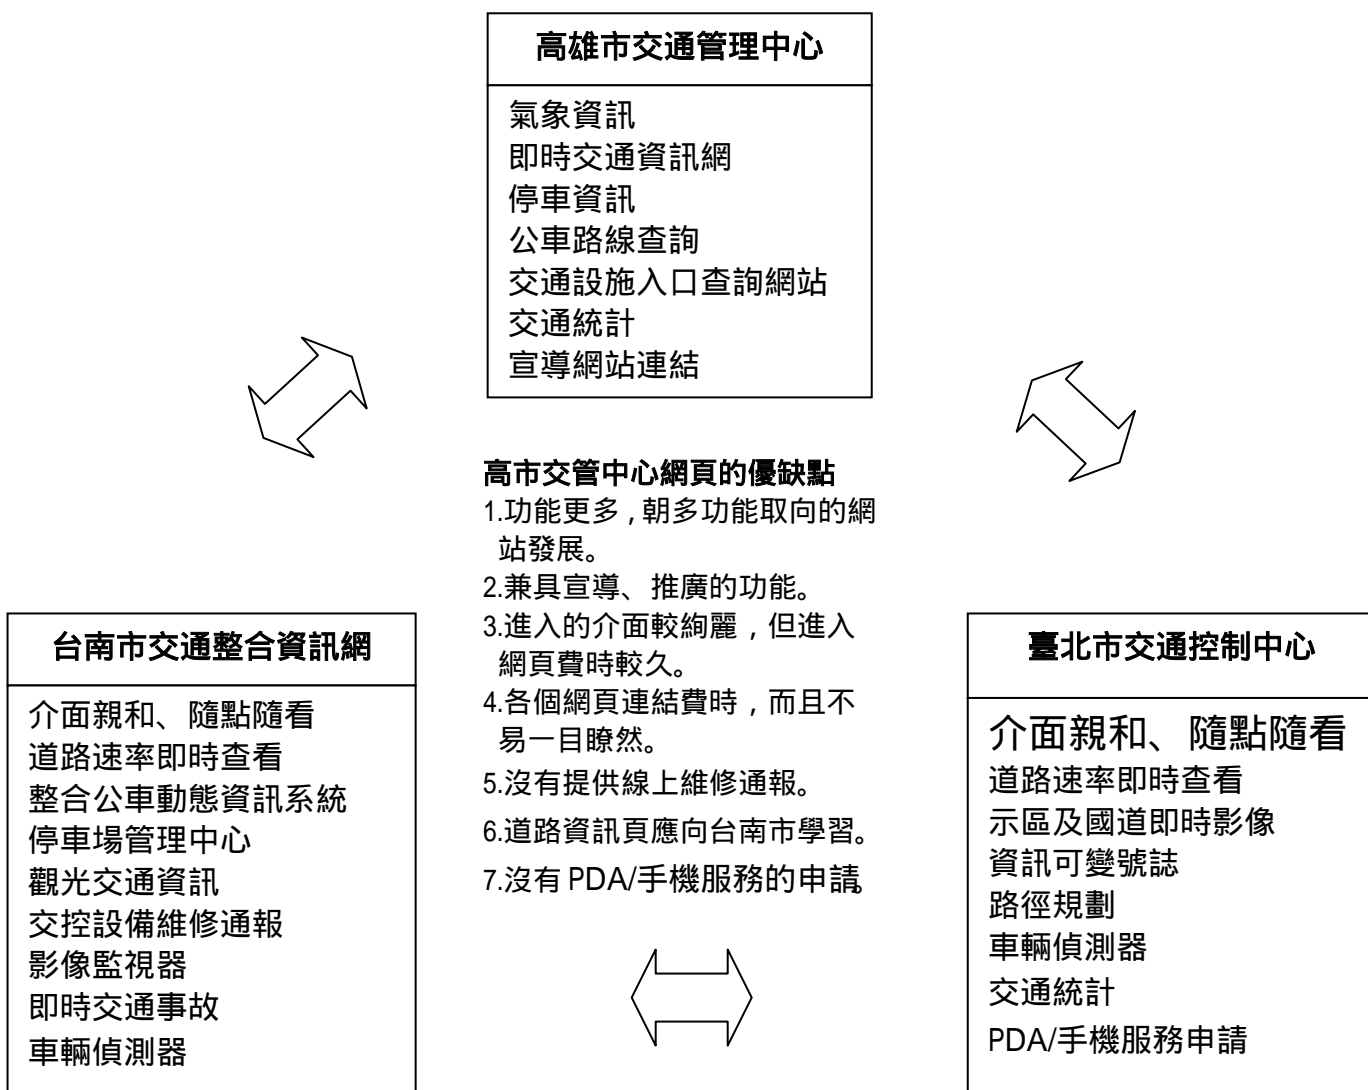 高雄市交通管理中心
氣象資訊
即時交通資訊網
停車資訊
公車路線查詢
交通設施入口查詢網站
交通統計
宣導網站連結
高市交管中心網頁的優缺點
1.功能更多，朝多功能取向的網
站發展。
2.兼具宣導、推廣的功能。
3.進入的介面較絢麗，但進入
網頁費時較久。
4.各個網頁連結費時，而且不
易一目瞭然。
5.沒有提供線上維修通報。
6.道路資訊頁應向台南市學習。
7.沒有 PDA/手機服務的申請。
台南市交通整合資訊網
介面親和、隨點隨看
道路速率即時查看
整合公車動態資訊系統
停車場管理中心
觀光交通資訊
交控設備維修通報
影像監視器
即時交通事故
車輛偵測器
臺北市交通控制中心
介面親和、隨點隨看
道路速率即時查看
示區及國道即時影像
資訊可變號誌
路徑規劃
車輛偵測器
交通統計
PDA/手機服務申請